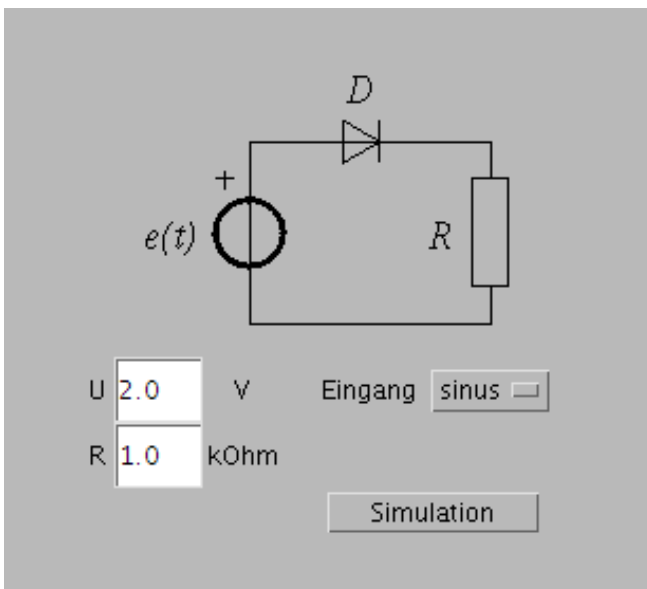 D
+
e(t)
R
U 2.0 V Eingang sinus
R 1.0 kOhm
Simulation